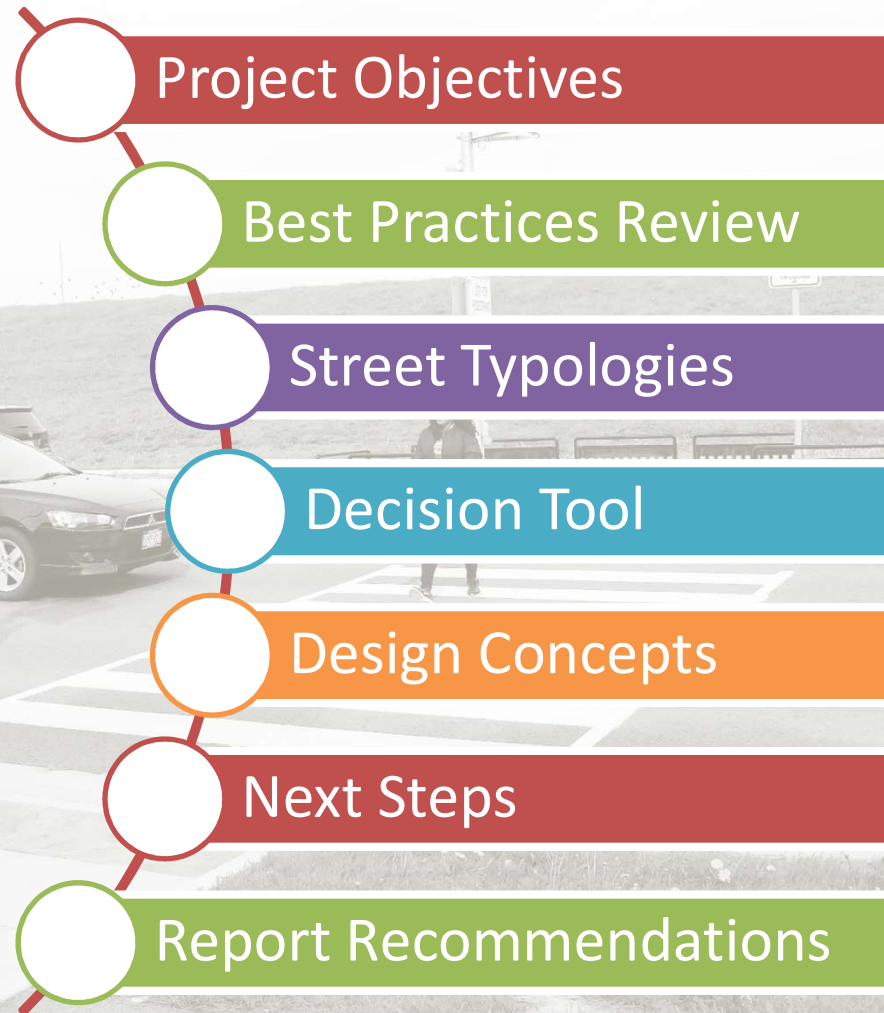 Project Objectives
Best Practices Review
Street Typologies
Decision Tool
Design Concepts
Next Steps
Report Recommendations